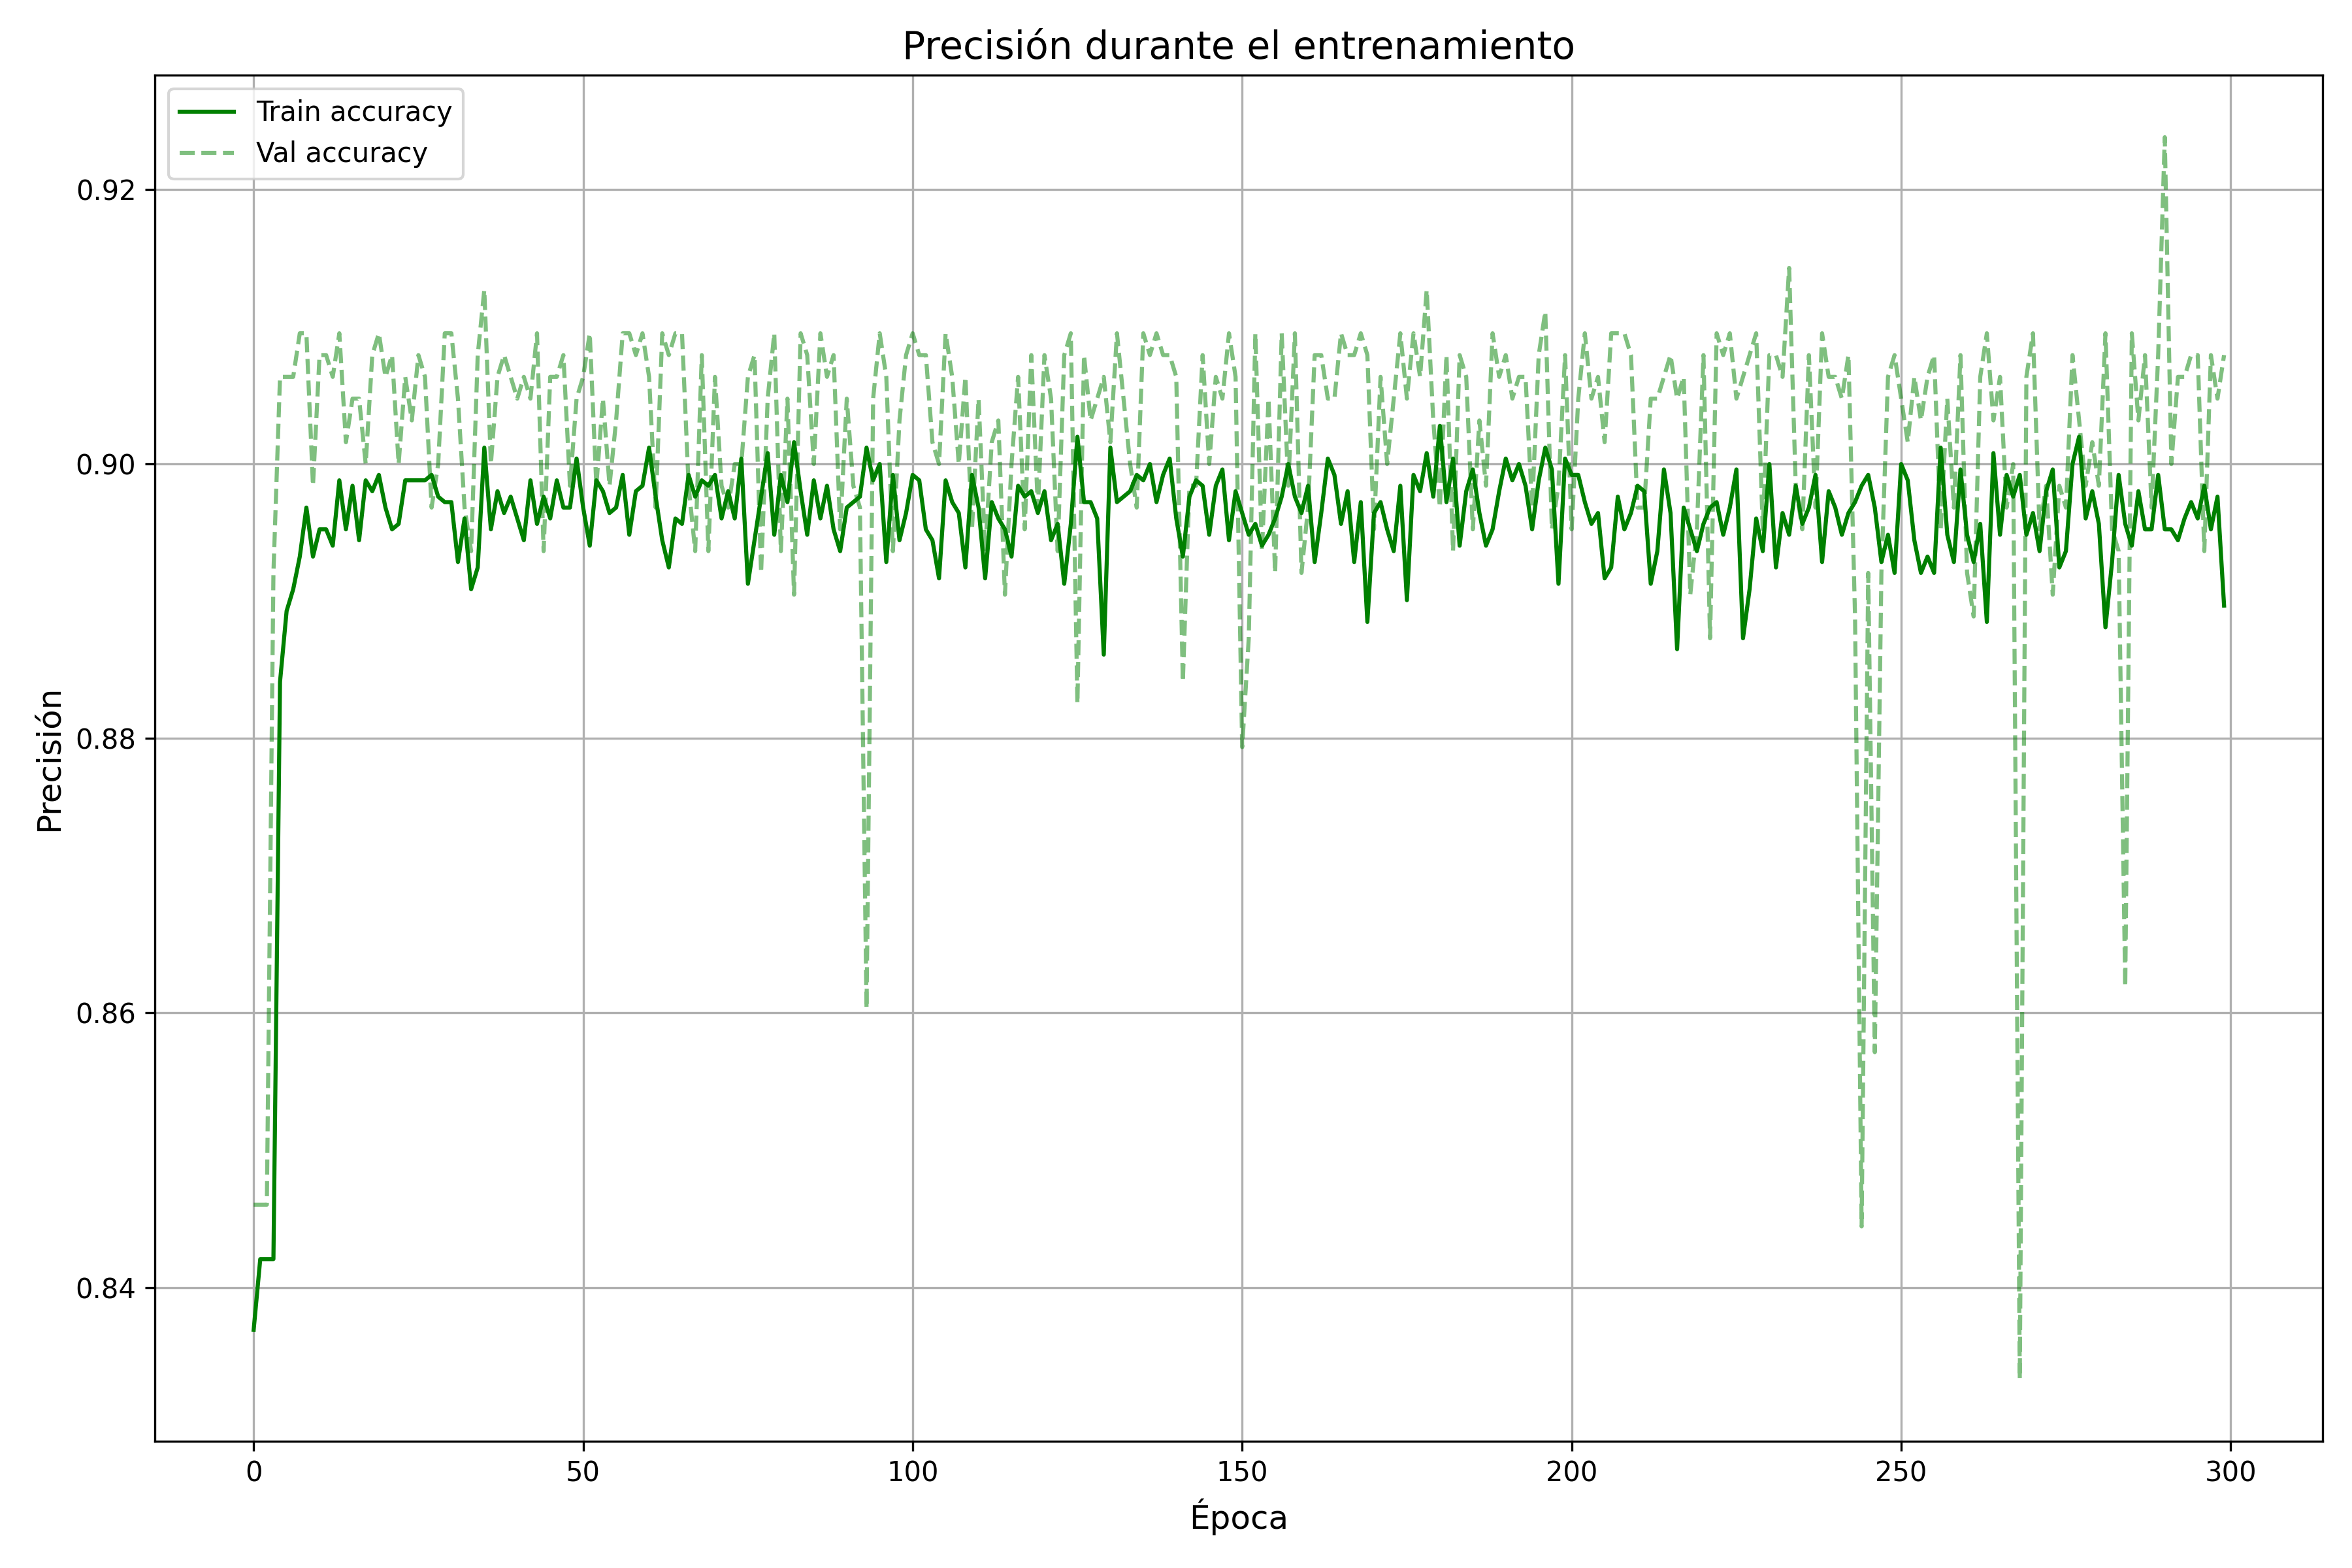 Precisión durante el entrenamiento
Train accuracy
Val accuracy
0.92
0.90
0.88
0.86
0.84
Precisión
0 50 100 150 200 250 300
Época